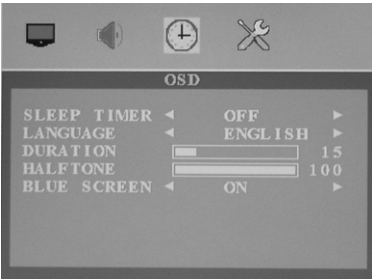 OSD
SLEEP TIMER OFF
LANGUAGE ENGLISH
DURATION 15
HALFTONE 100
BLUE SCREEN ON